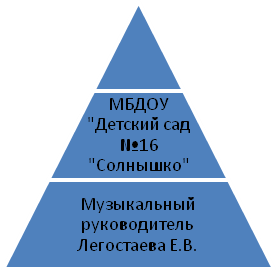 МБДОУ
"Детский сад
№16
"Солнышко"
Музыкальный
руководитель
Легостаева Е.В.